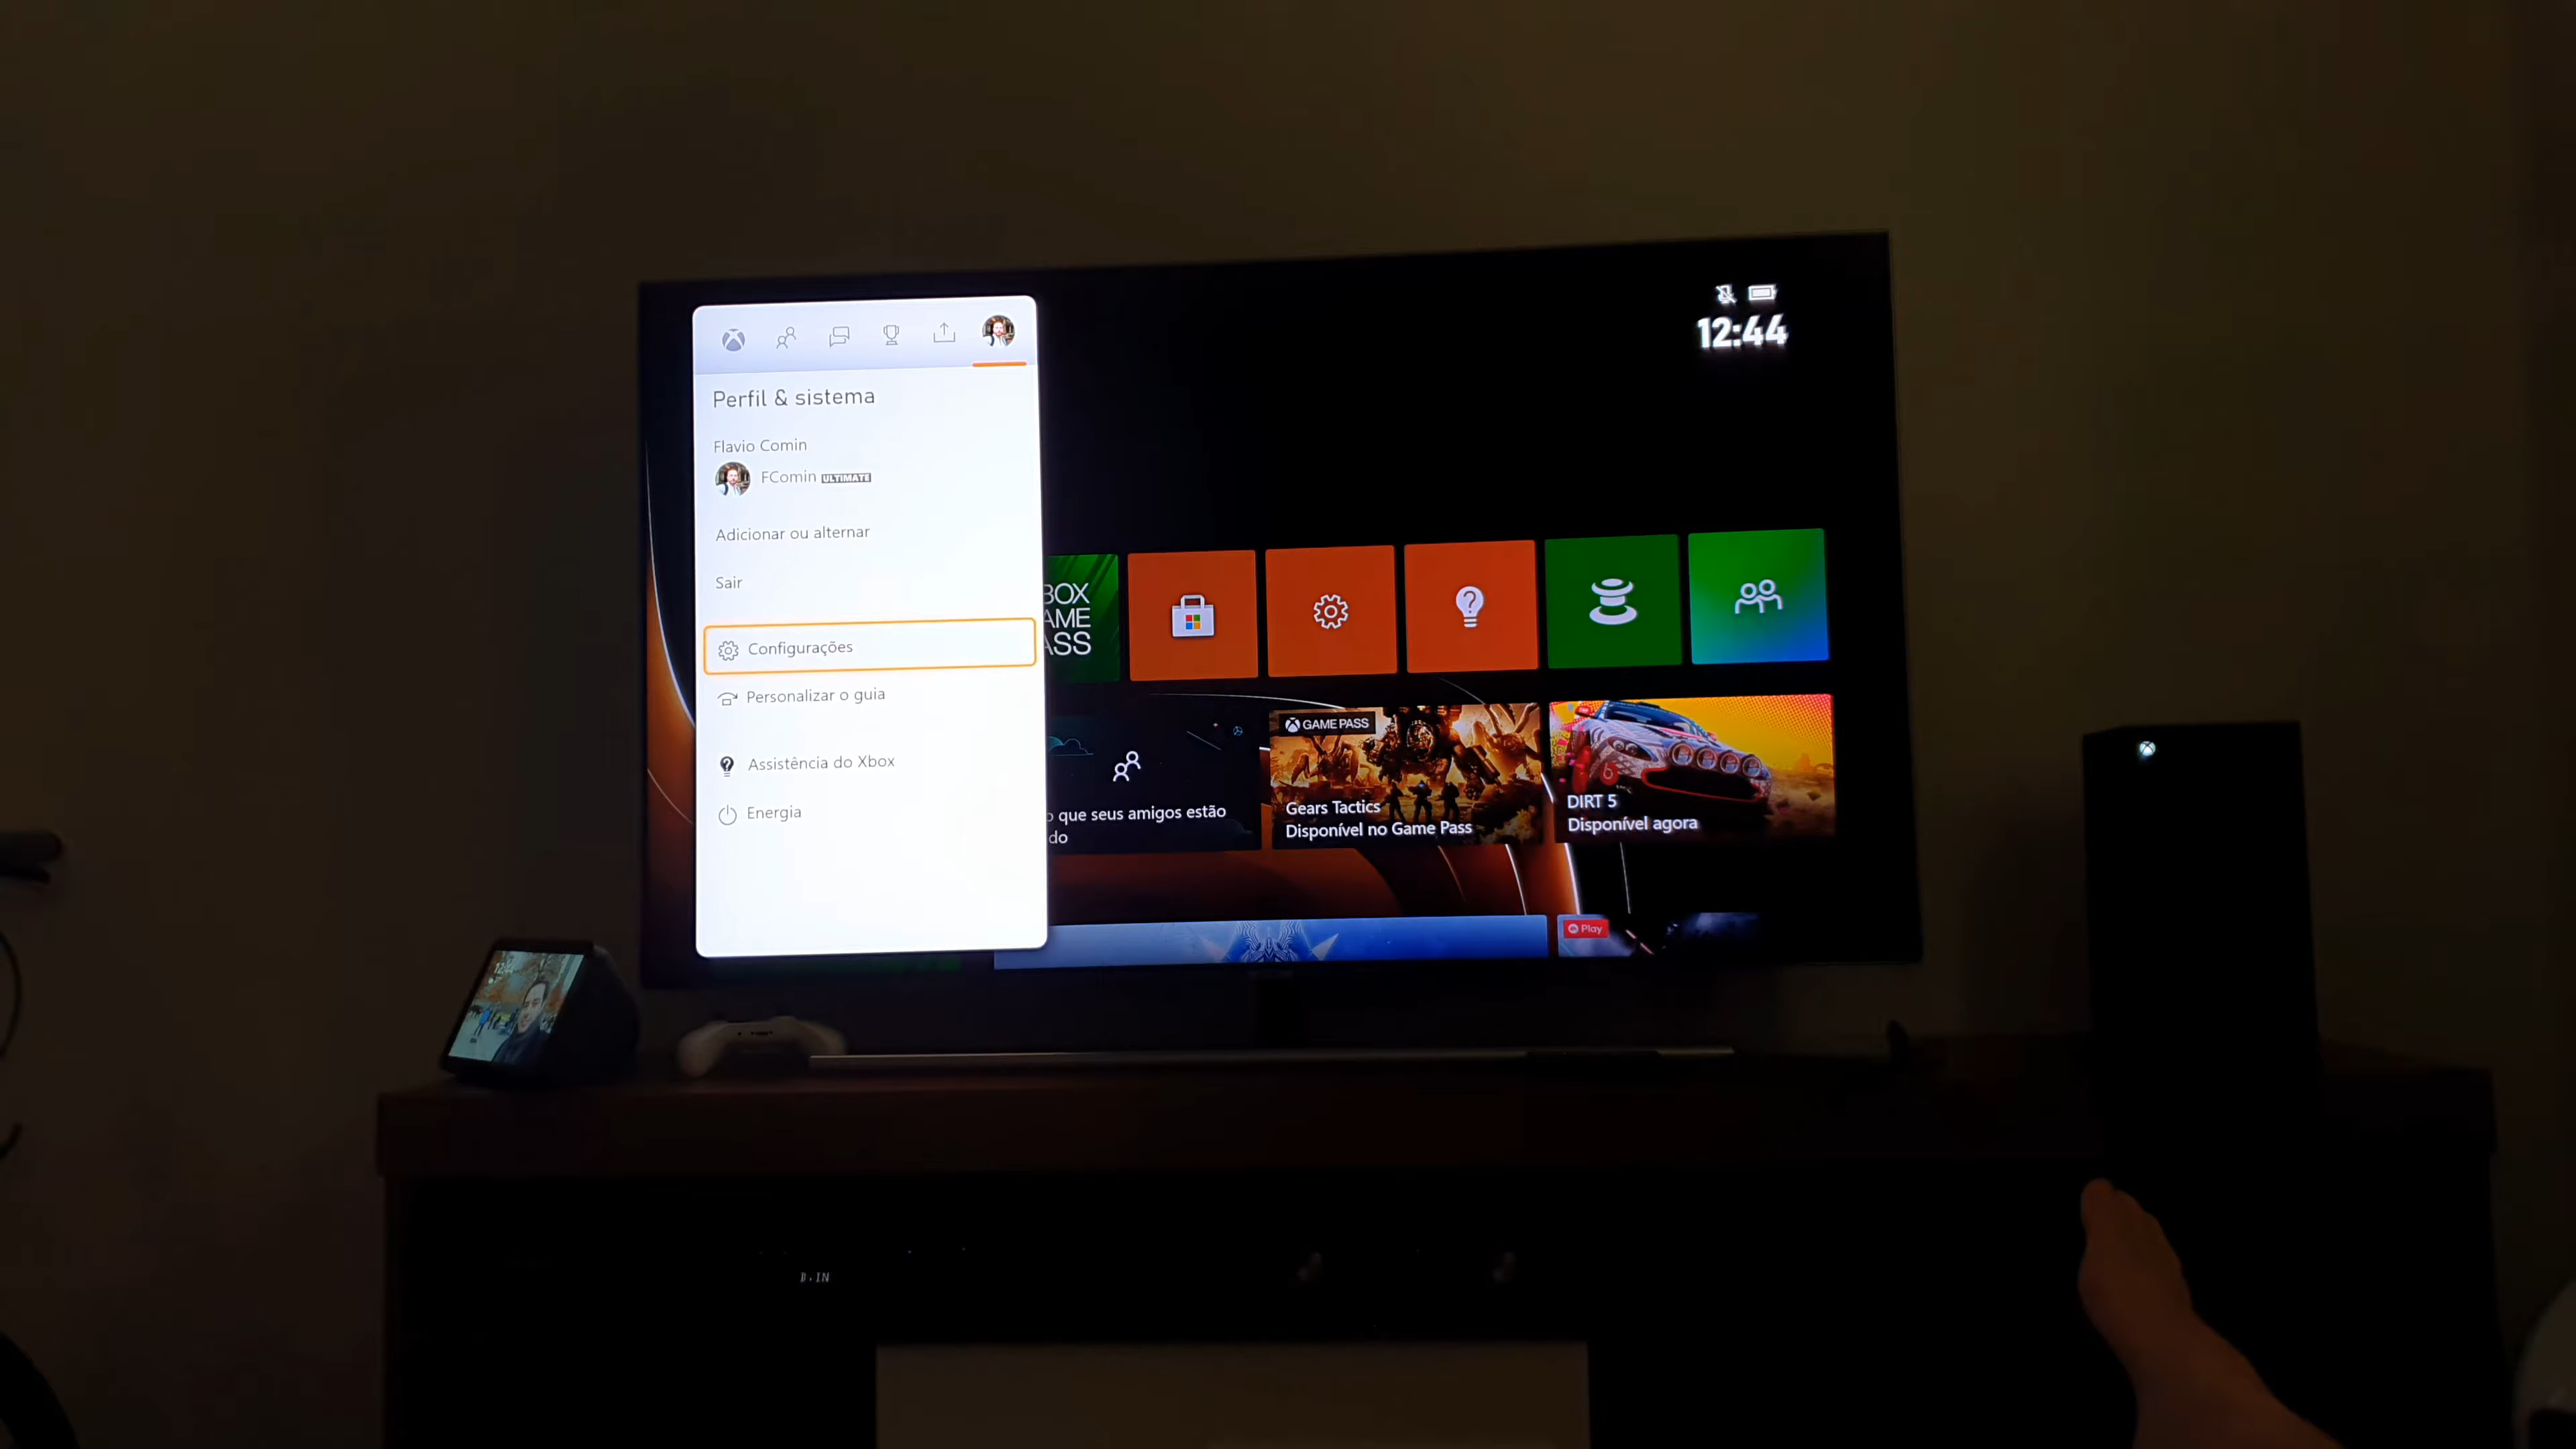 12:44
Perfil & sistema
Flavio Comin
FComin ULTIMATE
Adicionar ou alternar
Sair
Configurações
Personalizar o guia
Assistência do Xbox
Energia
BOX
AME
ASS
o que seus amigos estão
do
GAME PASS
Gears Tactics
Disponível no Game Pass
DIRT 5
Disponível agora
Play
D.IN